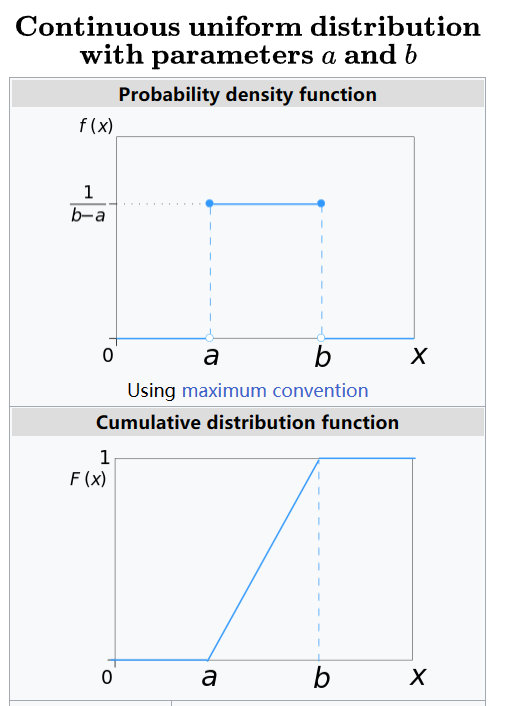 Continuous uniform distribution
with parameters a and b
Probability density function
f (x)
1
b−a
0
a
b
x
Using maximum convention
Cumulative distribution function
1
F (x)
0
a
b
x